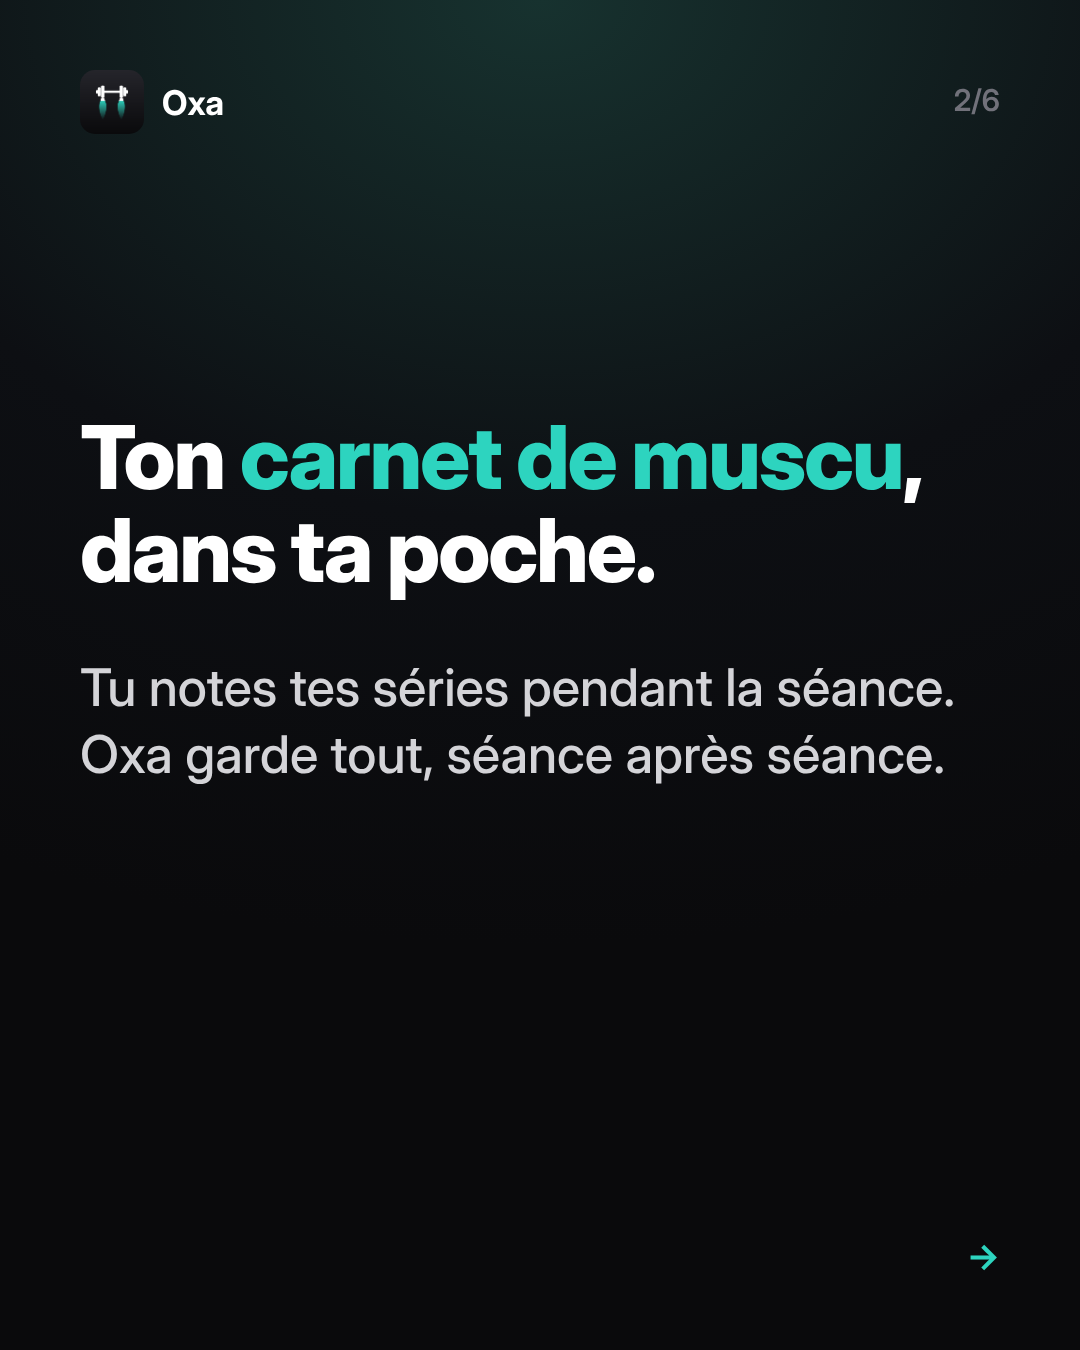 Oxa
2/6
Ton carnet de muscu,
dans ta poche.
Tu notes tes séries pendant la séance.
Oxa garde tout, séance après séance.
→